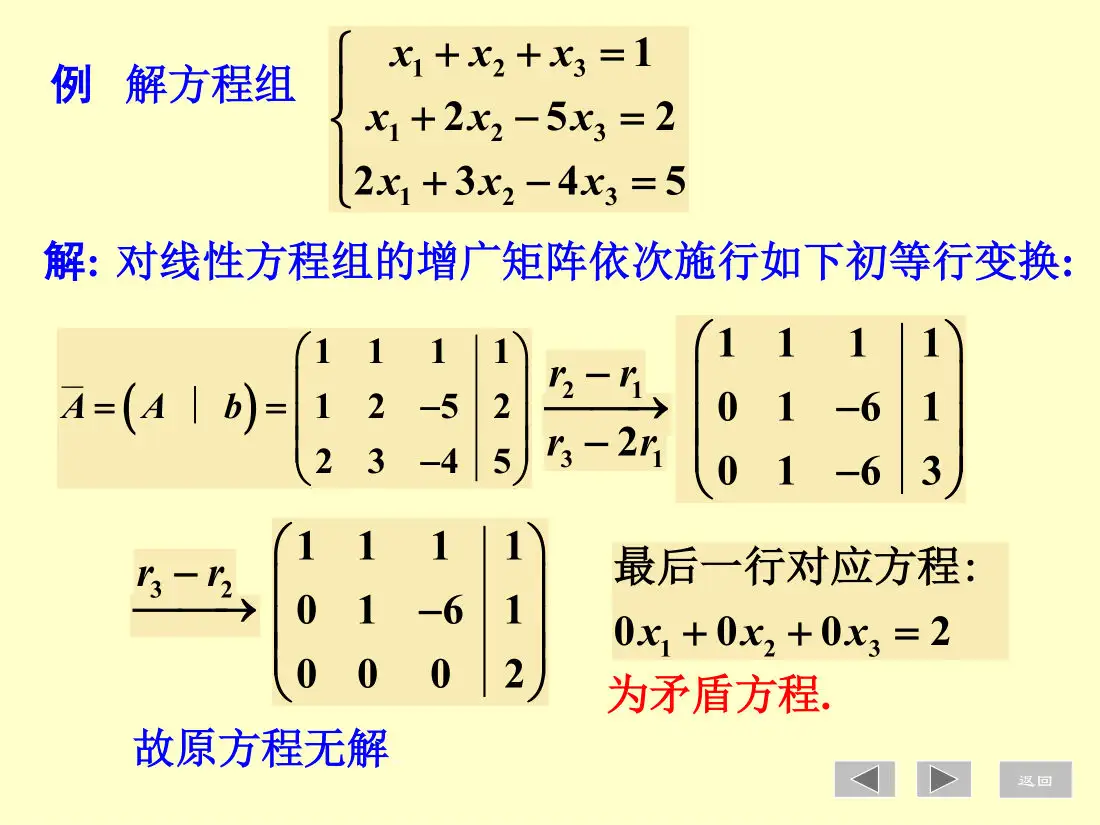 例 解方程组
x₁ + x₂ + x₃ = 1
x₁ + 2x₂ − 5x₃ = 2
2x₁ + 3x₂ − 4x₃ = 5
解: 对线性方程组的增广矩阵依次施行如下初等行变换:
A̅ = ( A | b ) =
1 1 1 | 1
1 2 −5 | 2
2 3 −4 | 5
r₂ − r₁
r₃ − 2r₁
1 1 1 | 1
0 1 −6 | 1
0 1 −6 | 3
r₃ − r₂
1 1 1 | 1
0 1 −6 | 1
0 0 0 | 2
最后一行对应方程:
0x₁ + 0x₂ + 0x₃ = 2
为矛盾方程.
故原方程无解
返回